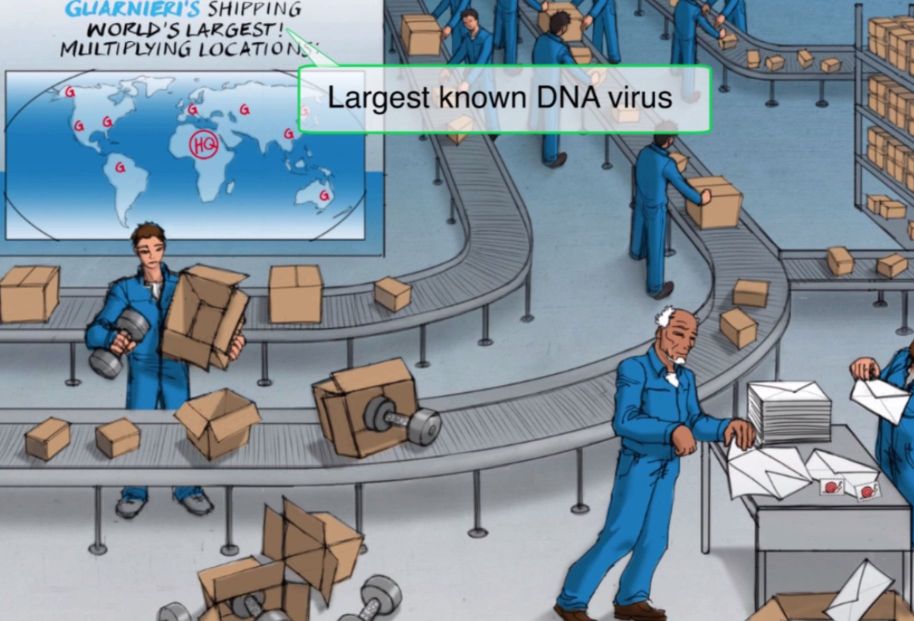 GUARNIERI'S SHIPPING
WORLD'S LARGEST!
MULTIPLYING LOCATIONS!
Largest known DNA virus
G
G
G
G
G
G
G
HQ
G
G